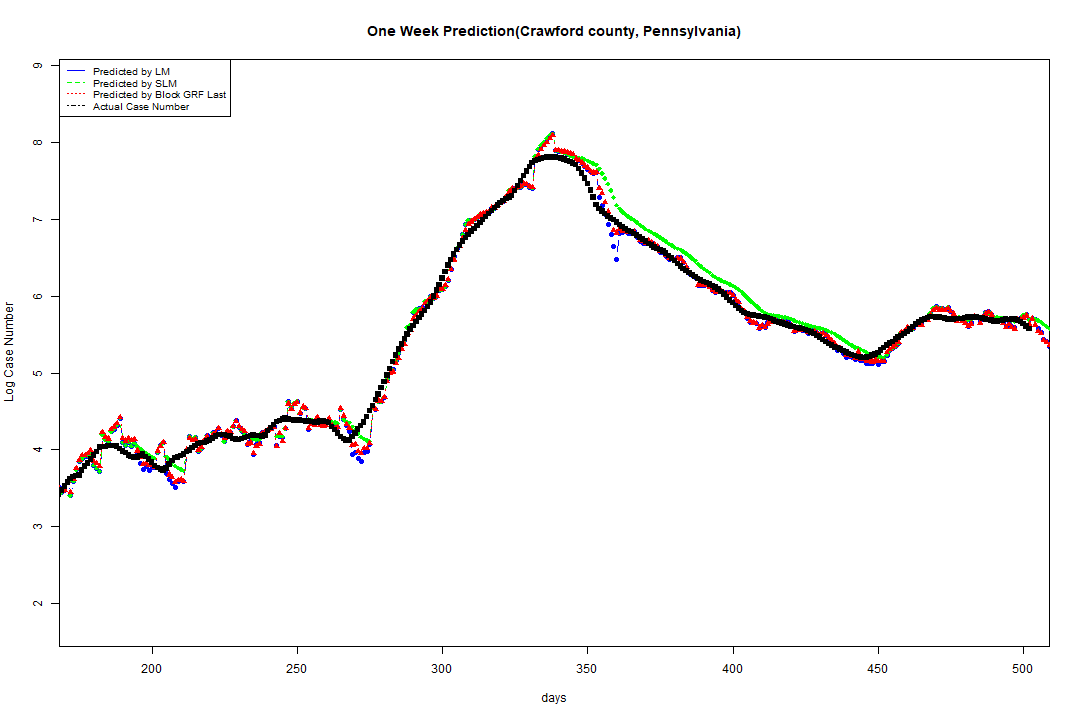 One Week Prediction(Crawford county, Pennsylvania)
Predicted by LM
Predicted by SLM
Predicted by Block GRF Last
Actual Case Number
Log Case Number
9
8
7
6
5
4
3
2
200 250 300 350 400 450 500
days